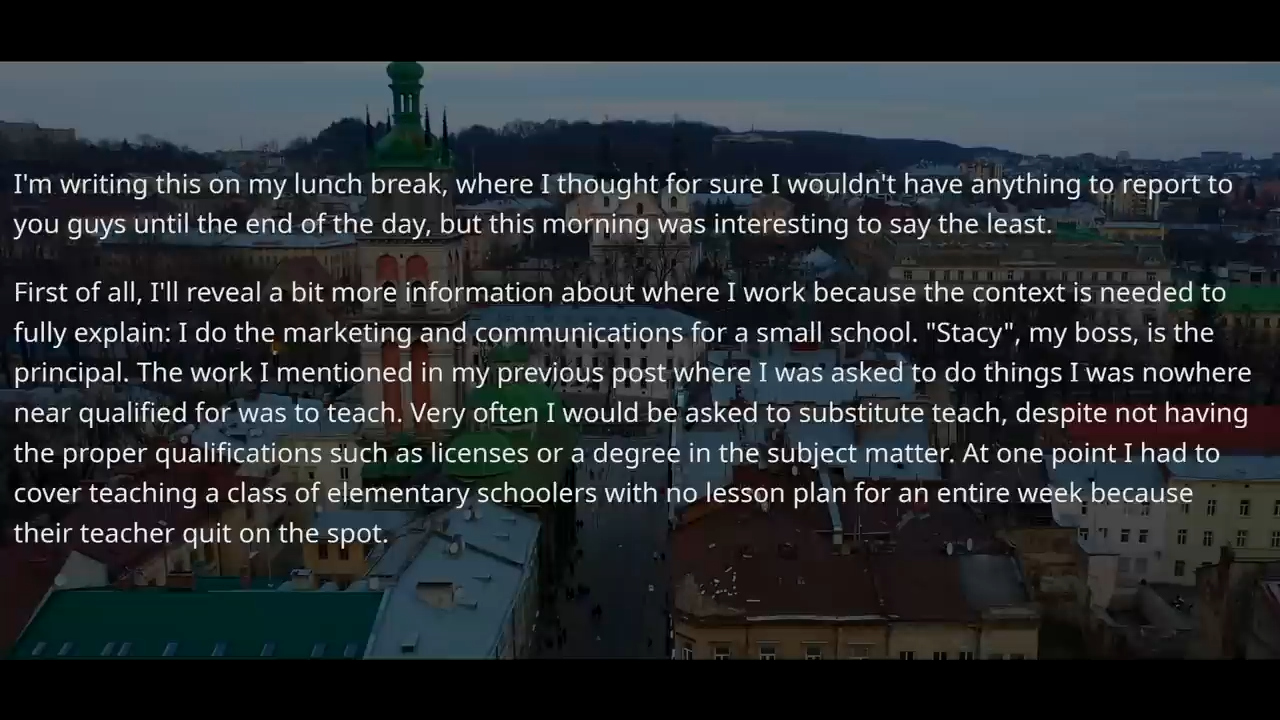 I'm writing this on my lunch break, where I thought for sure I wouldn't have anything to report to
you guys until the end of the day, but this morning was interesting to say the least.
First of all, I'll reveal a bit more information about where I work because the context is needed to
fully explain: I do the marketing and communications for a small school. "Stacy", my boss, is the
principal. The work I mentioned in my previous post where I was asked to do things I was nowhere
near qualified for was to teach. Very often I would be asked to substitute teach, despite not having
the proper qualifications such as licenses or a degree in the subject matter. At one point I had to
cover teaching a class of elementary schoolers with no lesson plan for an entire week because
their teacher quit on the spot.